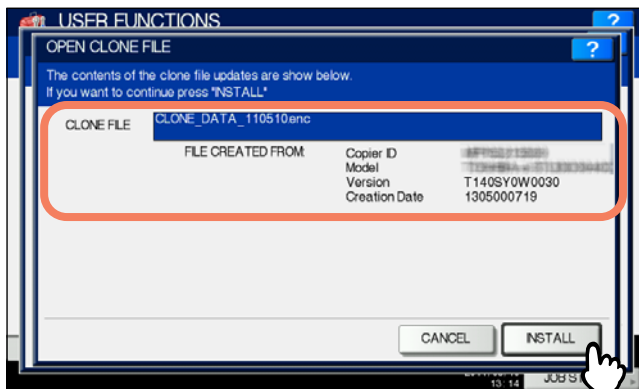 USER FUNCTIONS
?
OPEN CLONE FILE
?
The contents of the clone file updates are show below.
If you want to continue press "INSTALL"
CLONE FILE
CLONE_DATA_110510.enc
FILE CREATED FROM:
Copier ID
Model
Version T140SY0W0030
Creation Date 1305000719
CANCEL
INSTALL
13:14